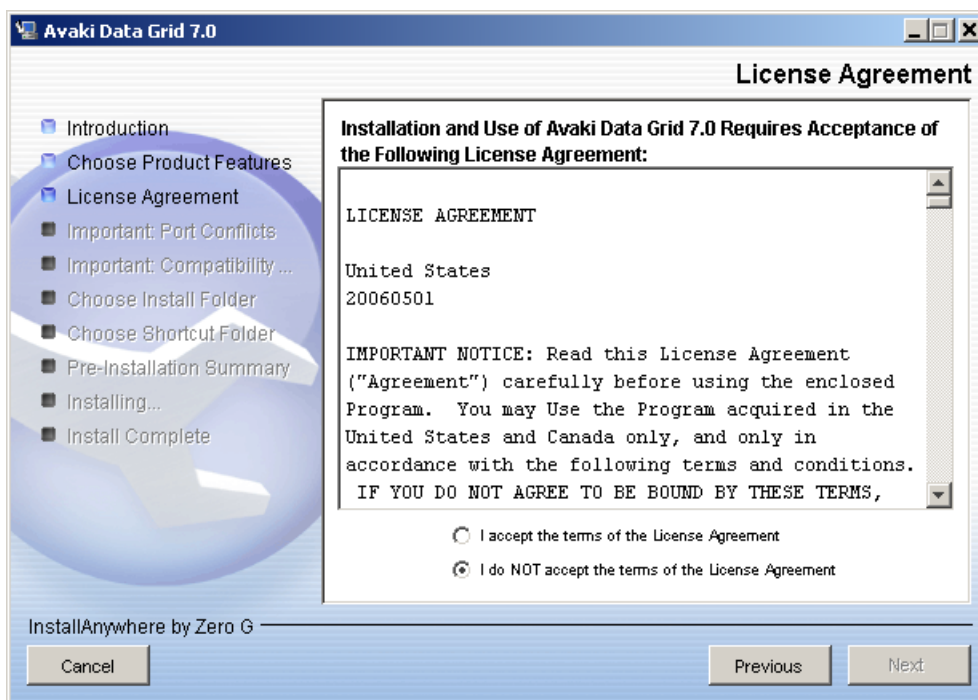 Avaki Data Grid 7.0
License Agreement
Introduction
Choose Product Features
License Agreement
Important: Port Conflicts
Important: Compatibility ...
Choose Install Folder
Choose Shortcut Folder
Pre-Installation Summary
Installing...
Install Complete
Installation and Use of Avaki Data Grid 7.0 Requires Acceptance of
the Following License Agreement:
LICENSE AGREEMENT
United States
20060501
IMPORTANT NOTICE: Read this License Agreement
("Agreement") carefully before using the enclosed
Program.  You may Use the Program acquired in the
United States and Canada only, and only in
accordance with the following terms and conditions.
IF YOU DO NOT AGREE TO BE BOUND BY THESE TERMS,
I accept the terms of the License Agreement
I do NOT accept the terms of the License Agreement
InstallAnywhere by Zero G
Cancel
Previous
Next